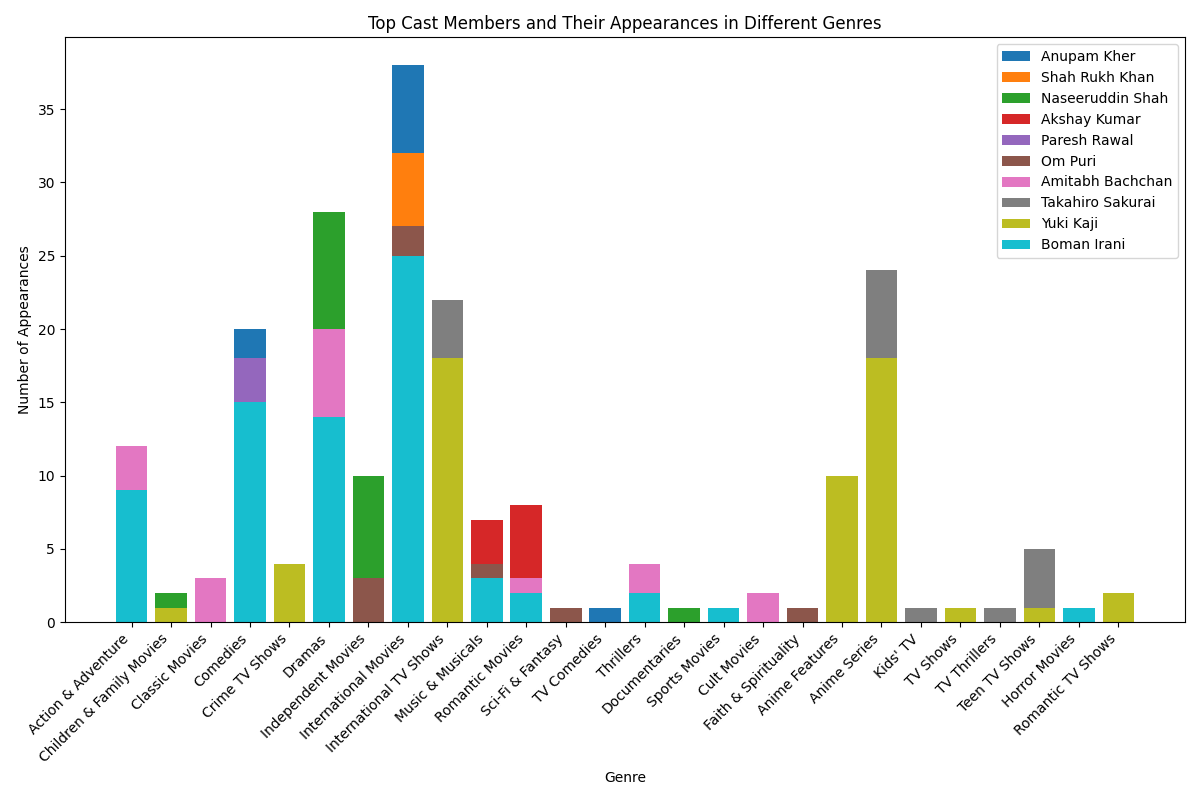 Top Cast Members and Their Appearances in Different Genres
Number of Appearances
35
30
25
20
15
10
5
0
Anupam Kher
Shah Rukh Khan
Naseeruddin Shah
Akshay Kumar
Paresh Rawal
Om Puri
Amitabh Bachchan
Takahiro Sakurai
Yuki Kaji
Boman Irani
Action & Adventure
Children & Family Movies
Classic Movies
Comedies
Crime TV Shows
Dramas
Independent Movies
International Movies
International TV Shows
Music & Musicals
Romantic Movies
Sci-Fi & Fantasy
TV Comedies
Thrillers
Documentaries
Sports Movies
Cult Movies
Faith & Spirituality
Anime Features
Anime Series
Kids' TV
TV Shows
TV Thrillers
Teen TV Shows
Horror Movies
Romantic TV Shows
Genre